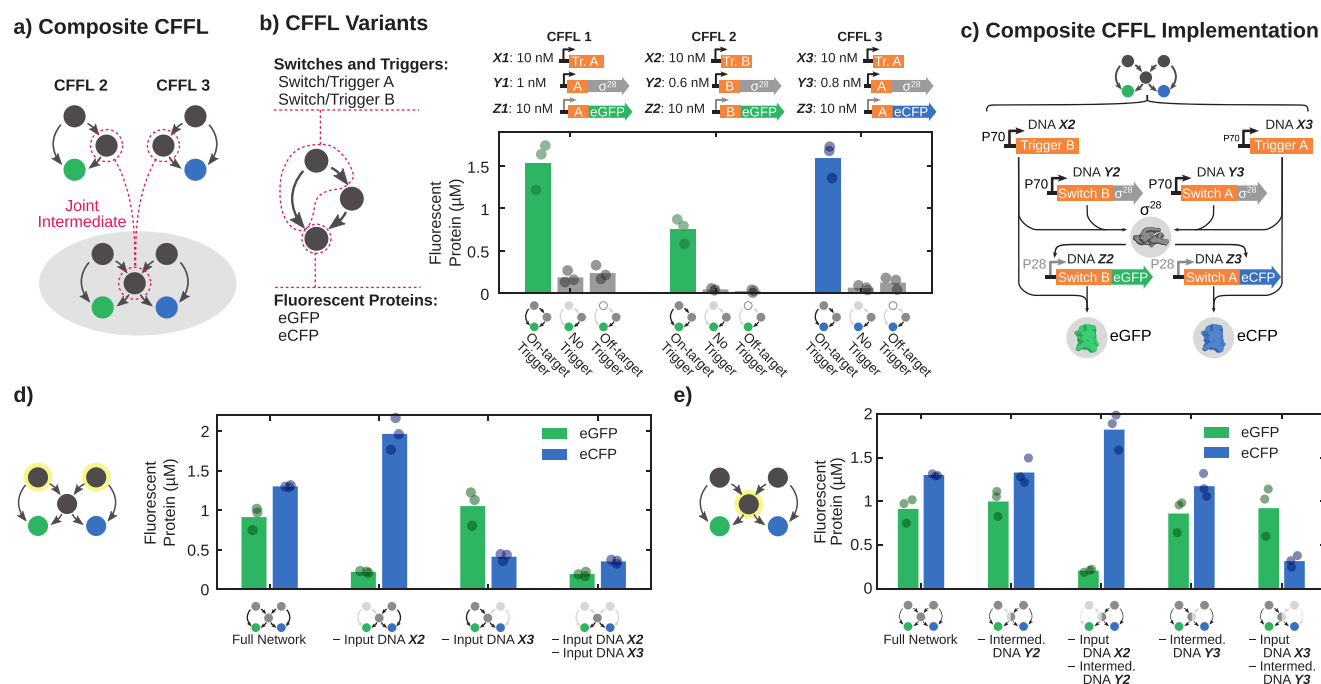 a) Composite CFFL
CFFL 2
CFFL 3
Joint
Intermediate
b) CFFL Variants
Switches and Triggers:
Switch/Trigger A
Switch/Trigger B
Fluorescent Proteins:
eGFP
eCFP
CFFL 1
X1: 10 nM
Tr. A
Y1: 1 nM
A σ28
Z1: 10 nM
A eGFP
CFFL 2
X2: 10 nM
Tr. B
Y2: 0.6 nM
B σ28
Z2: 10 nM
B eGFP
CFFL 3
X3: 10 nM
Tr. A
Y3: 0.8 nM
A σ28
Z3: 10 nM
A eCFP
Fluorescent
Protein (µM)
1.5
1
0.5
0
On-target
Trigger
No
Trigger
Off-target
Trigger
On-target
Trigger
No
Trigger
Off-target
Trigger
On-target
Trigger
No
Trigger
Off-target
Trigger
c) Composite CFFL Implementation
DNA X2
P70
Trigger B
DNA X3
P70
Trigger A
DNA Y2
P70
Switch B σ28
DNA Y3
P70
Switch A σ28
σ28
DNA Z2
P28
Switch B eGFP
DNA Z3
P28
Switch A eCFP
eGFP
eCFP
d)
Fluorescent
Protein (µM)
2
1.5
1
0.5
0
eGFP
eCFP
Full Network
− Input DNA X2
− Input DNA X3
− Input DNA X2
− Input DNA X3
e)
Fluorescent
Protein (µM)
2
1.5
1
0.5
0
eGFP
eCFP
Full Network
− Intermed.
DNA Y2
− Input
DNA X2
− Intermed.
DNA Y2
− Intermed.
DNA Y3
− Input
DNA X3
− Intermed.
DNA Y3